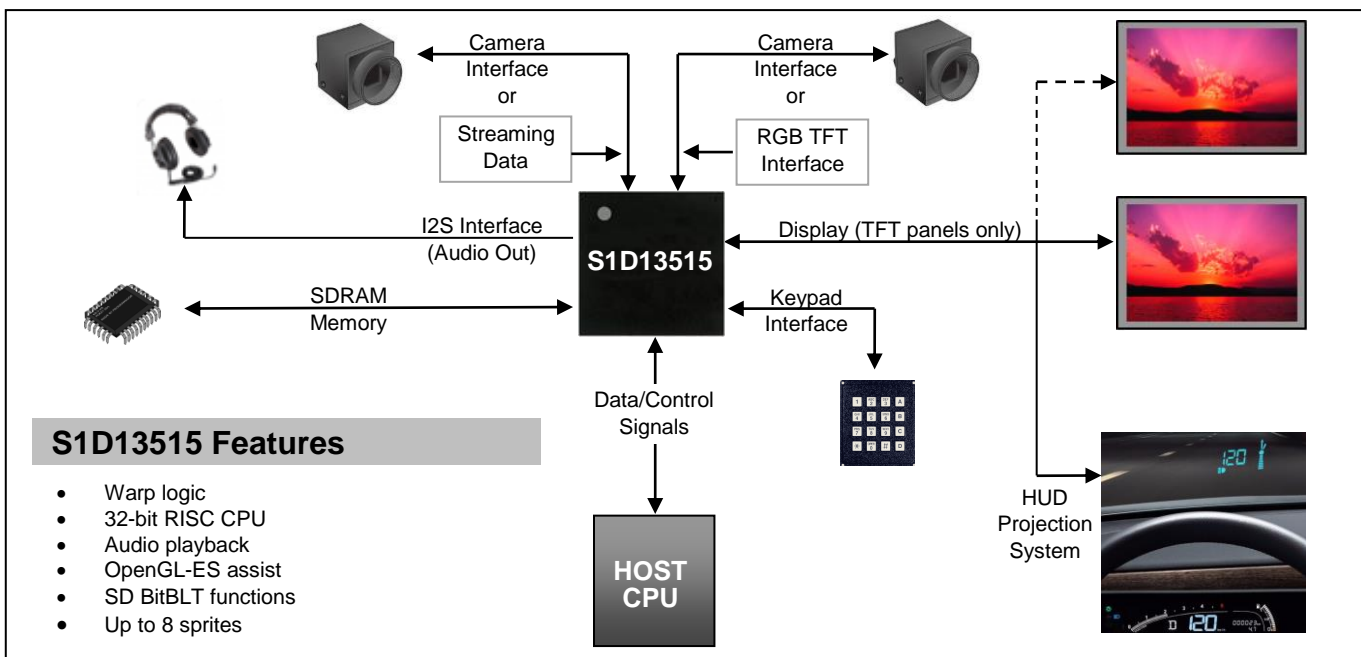 Camera
Interface
or
Streaming
Data
Camera
Interface
or
RGB TFT
Interface
I2S Interface
(Audio Out)
S1D13515
Display (TFT panels only)
SDRAM
Memory
Keypad
Interface
Data/Control
Signals
HOST
CPU
HUD
Projection
System
120
D 120
S1D13515 Features
• Warp logic
• 32-bit RISC CPU
• Audio playback
• OpenGL-ES assist
• SD BitBLT functions
• Up to 8 sprites